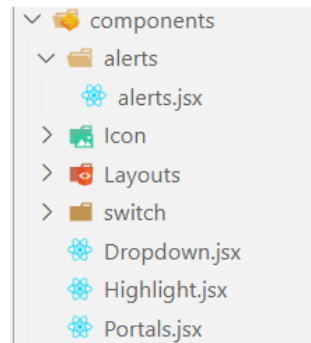 components
alerts
alerts.jsx
Icon
Layouts
switch
Dropdown.jsx
Highlight.jsx
Portals.jsx